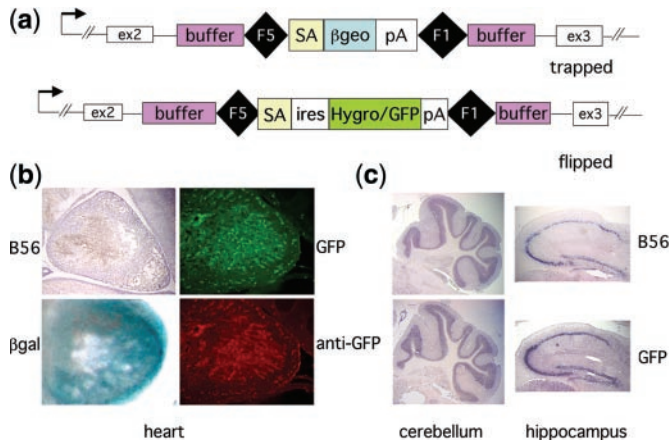 (a)
ex2 buffer F5 SA βgeo pA F1 buffer ex3
trapped
ex2 buffer F5 SA ires Hygro/GFP pA F1 buffer ex3
flipped
(b)
B56 GFP
βgal anti-GFP
heart
(c)
B56
GFP
cerebellum hippocampus